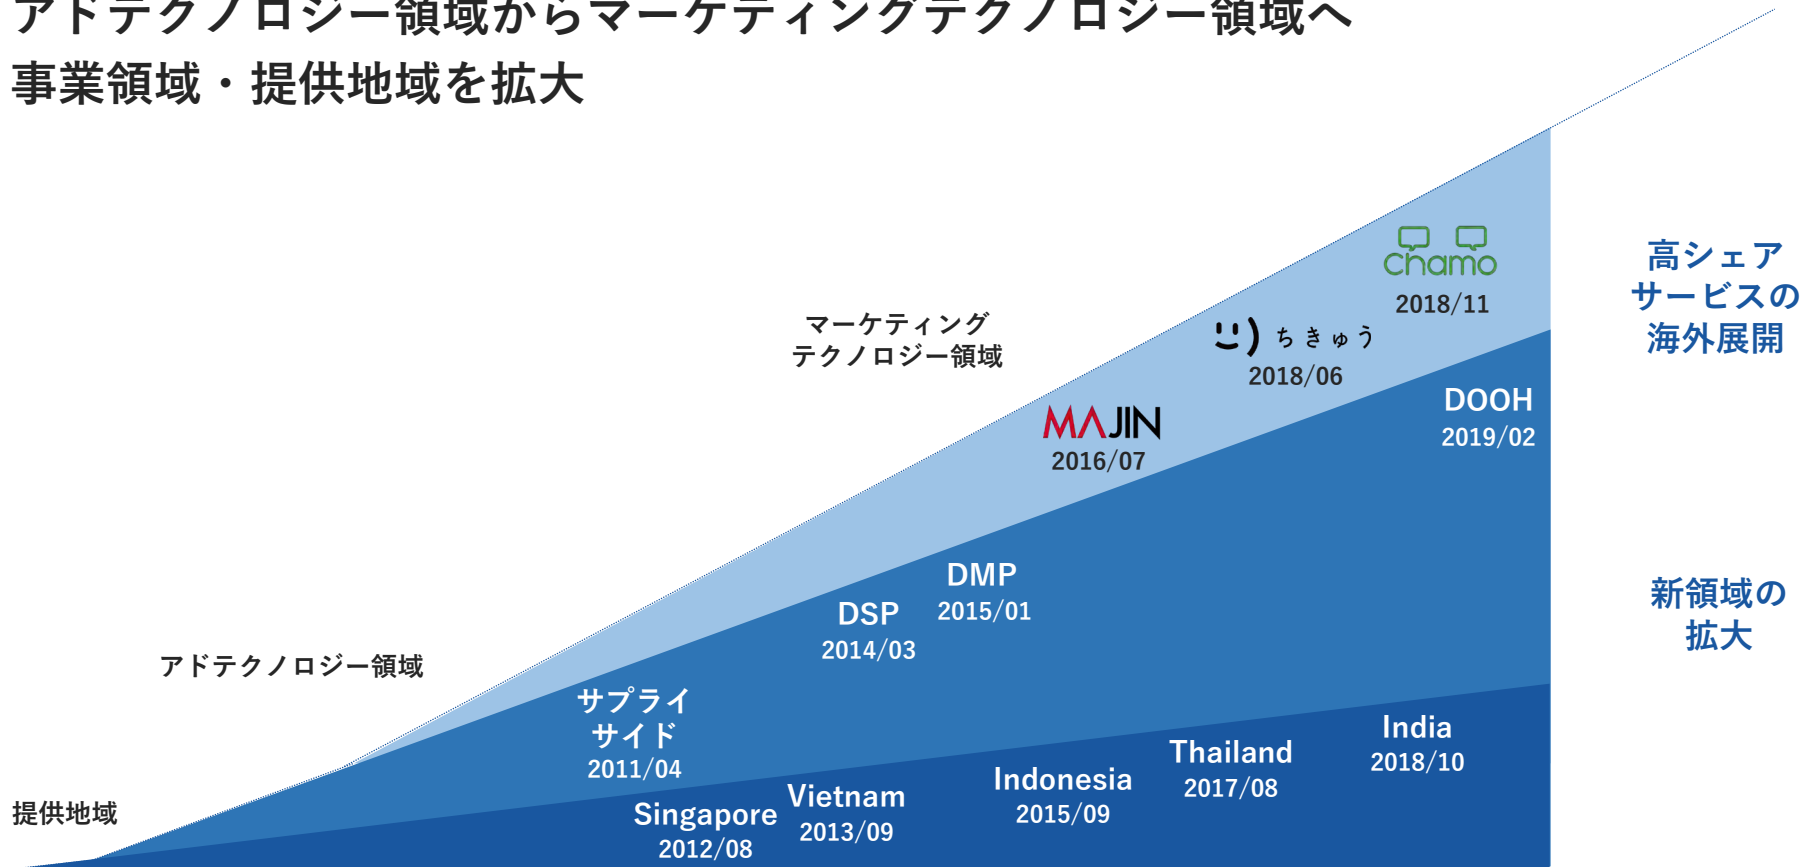 アドテクノロジー領域からマーケティングテクノロジー領域へ
事業領域・提供地域を拡大
マーケティング
テクノロジー領域
アドテクノロジー領域
提供地域
chamo
2018/11
ちきゅう
2018/06
MAJIN
2016/07
DOOH
2019/02
DMP
2015/01
DSP
2014/03
サプライ
サイド
2011/04
India
2018/10
Thailand
2017/08
Indonesia
2015/09
Vietnam
2013/09
Singapore
2012/08
高シェア
サービスの
海外展開
新領域の
拡大